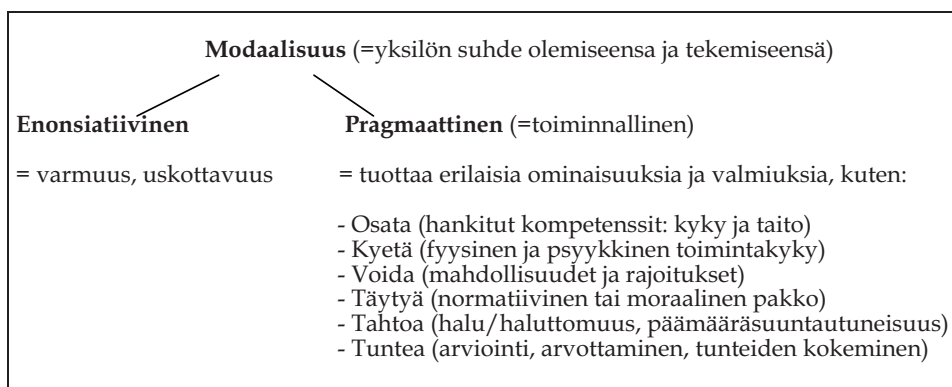 Modaalisuus (=yksilön suhde olemiseensa ja tekemiseensä)
Enonsiatiivinen
Pragmaattinen (=toiminnallinen)
= varmuus, uskottavuus
= tuottaa erilaisia ominaisuuksia ja valmiuksia, kuten:
- Osata (hankitut kompetenssit: kyky ja taito)
- Kyetä (fyysinen ja psyykkinen toimintakyky)
- Voida (mahdollisuudet ja rajoitukset)
- Täytyä (normatiivinen tai moraalinen pakko)
- Tahtoa (halu/haluttomuus, päämääräsuuntautuneisuus)
- Tuntea (arviointi, arvottaminen, tunteiden kokeminen)